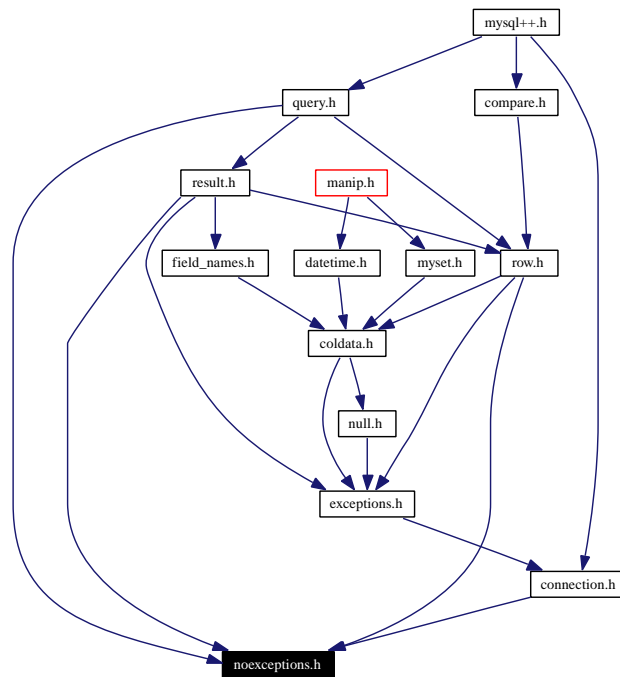 mysql++.h
query.h
compare.h
result.h
manip.h
field_names.h
datetime.h
myset.h
row.h
coldata.h
null.h
exceptions.h
connection.h
noexceptions.h